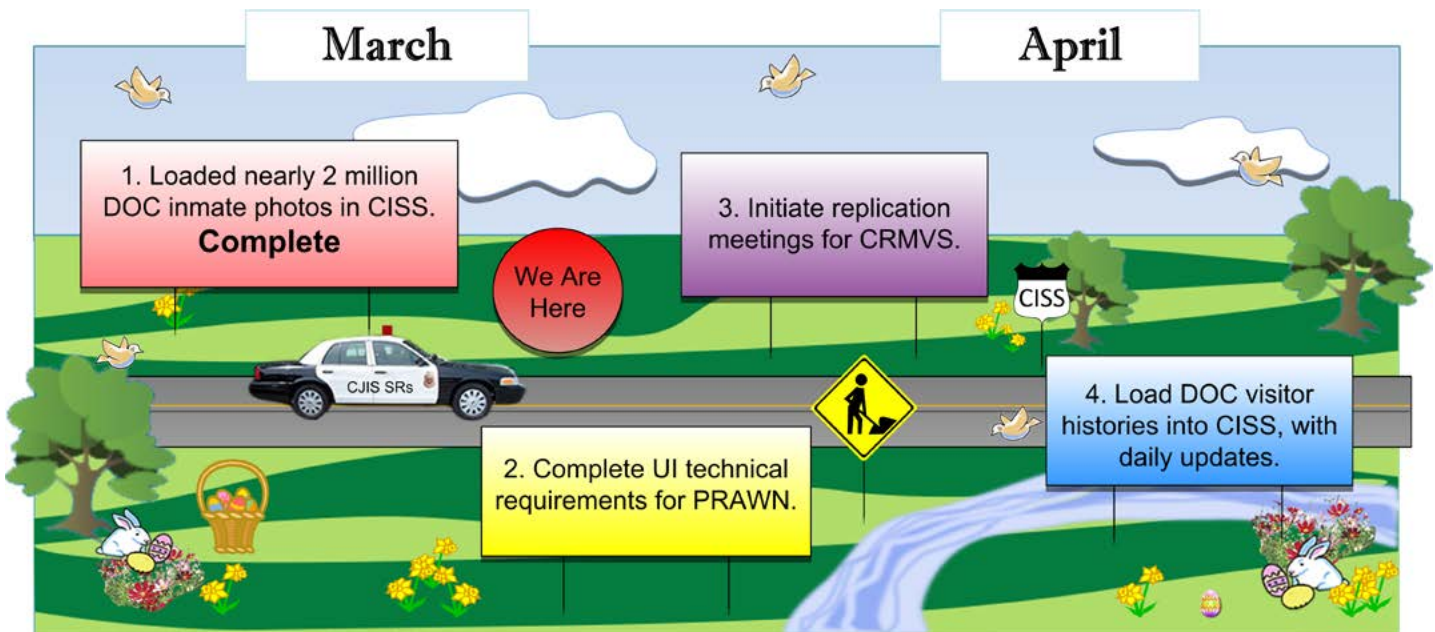 March
April
1. Loaded nearly 2 million
DOC inmate photos in CISS.
Complete
We Are
Here
3. Initiate replication
meetings for CRMVS.
CISS
CJIS SRs
2. Complete UI technical
requirements for PRAWN.
4. Load DOC visitor
histories into CISS, with
daily updates.